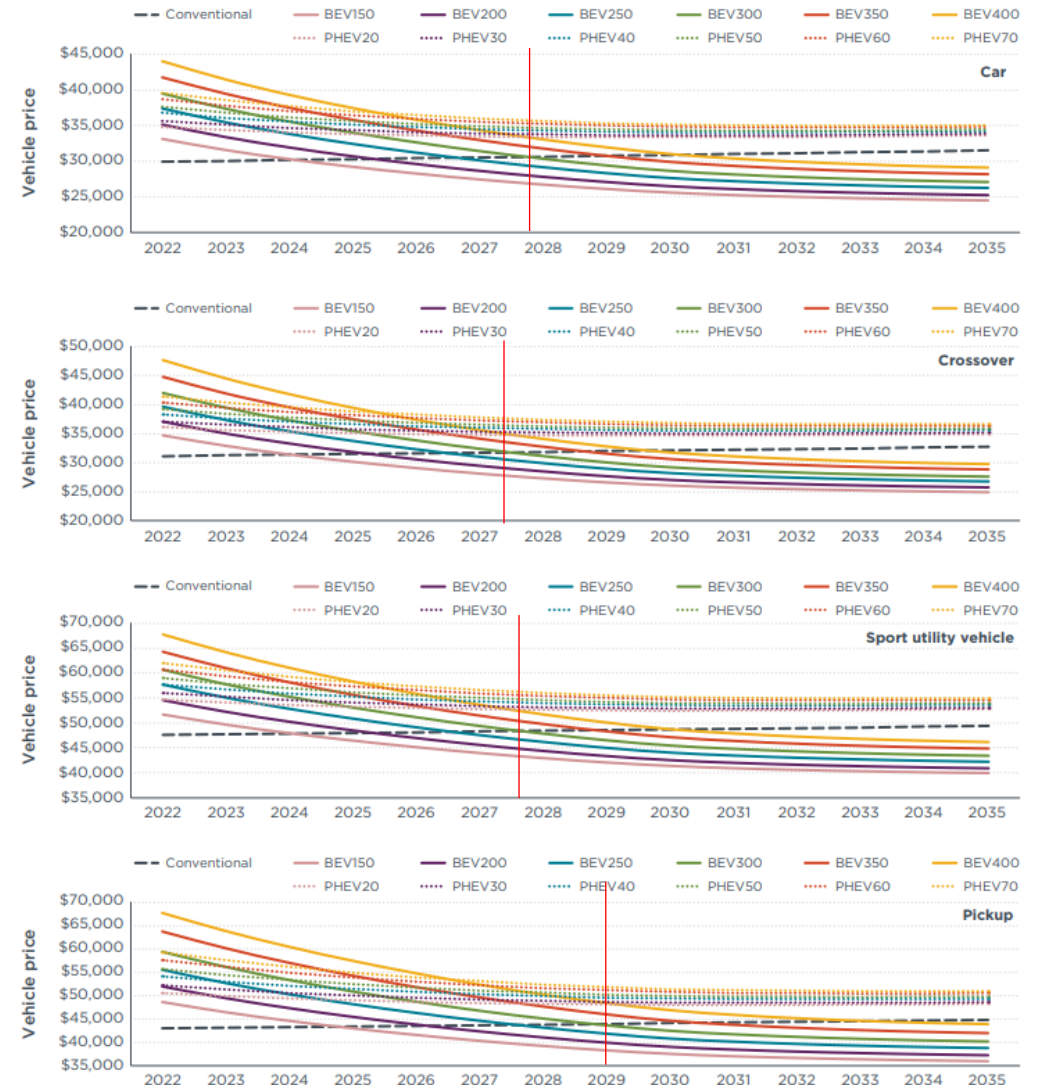 Conventional BEV150 BEV200 BEV250 BEV300 BEV350 BEV400
PHEV20 PHEV30 PHEV40 PHEV50 PHEV60 PHEV70
Car
Vehicle price
$45,000
$40,000
$35,000
$30,000
$25,000
$20,000
2022 2023 2024 2025 2026 2027 2028 2029 2030 2031 2032 2033 2034 2035
Conventional BEV150 BEV200 BEV250 BEV300 BEV350 BEV400
PHEV20 PHEV30 PHEV40 PHEV50 PHEV60 PHEV70
Crossover
Vehicle price
$50,000
$45,000
$40,000
$35,000
$30,000
$25,000
$20,000
2022 2023 2024 2025 2026 2027 2028 2029 2030 2031 2032 2033 2034 2035
Conventional BEV150 BEV200 BEV250 BEV300 BEV350 BEV400
PHEV20 PHEV30 PHEV40 PHEV50 PHEV60 PHEV70
Sport utility vehicle
Vehicle price
$70,000
$65,000
$60,000
$55,000
$50,000
$45,000
$40,000
$35,000
2022 2023 2024 2025 2026 2027 2028 2029 2030 2031 2032 2033 2034 2035
Conventional BEV150 BEV200 BEV250 BEV300 BEV350 BEV400
PHEV20 PHEV30 PHEV40 PHEV50 PHEV60 PHEV70
Pickup
Vehicle price
$70,000
$65,000
$60,000
$55,000
$50,000
$45,000
$40,000
$35,000
2022 2023 2024 2025 2026 2027 2028 2029 2030 2031 2032 2033 2034 2035